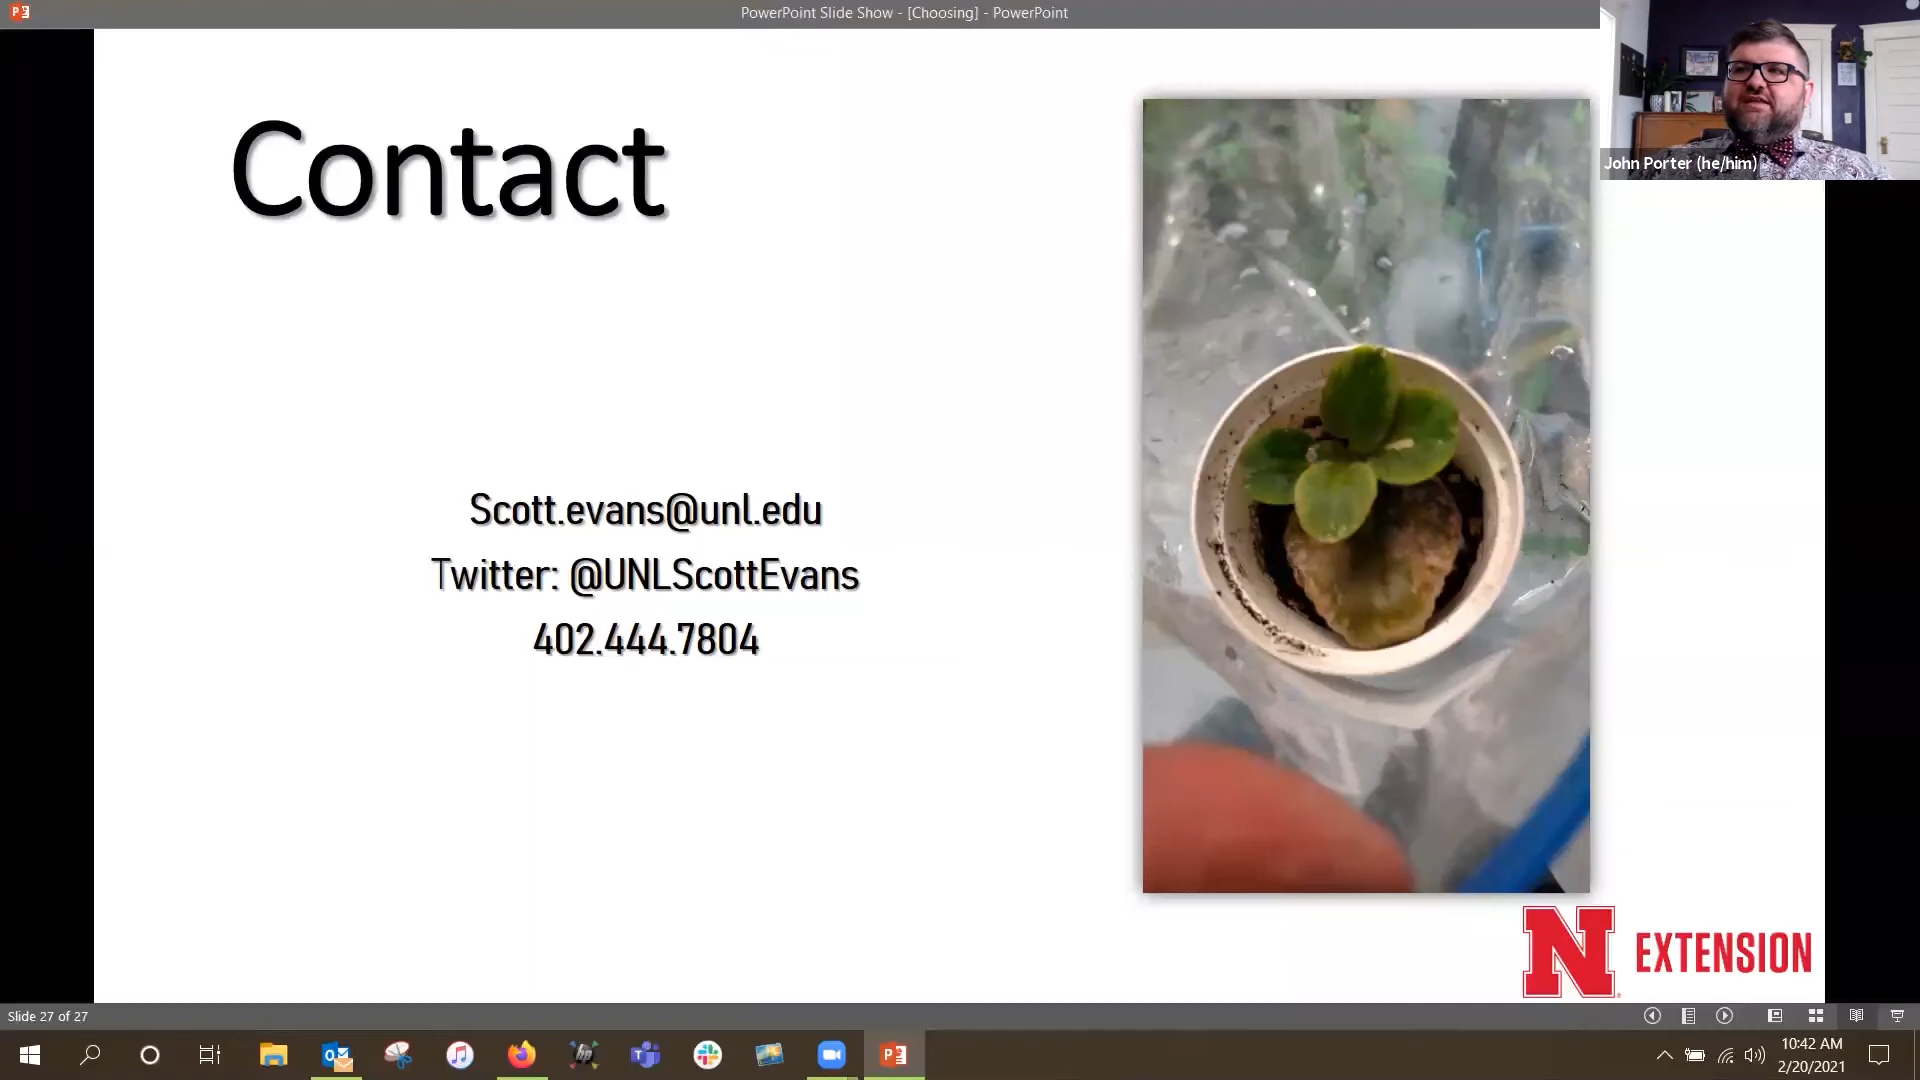 PowerPoint Slide Show - [Choosing] - PowerPoint
John Porter (he/him)
Contact
Scott.evans@unl.edu
Twitter: @UNLScottEvans
402.444.7804
N EXTENSION
Slide 27 of 27
10:42 AM
2/20/2021